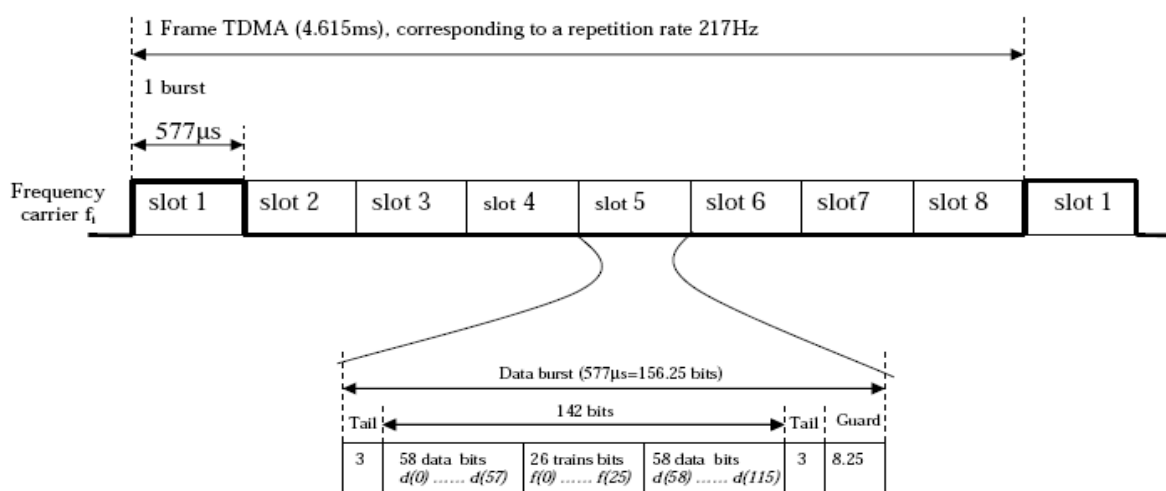 1 Frame TDMA (4.615ms), corresponding to a repetition rate 217Hz
1 burst
577µs
Frequency
carrier fᵢ
slot 1 slot 2 slot 3 slot 4 slot 5 slot 6 slot7 slot 8 slot 1
Data burst (577µs=156.25 bits)
Tail 142 bits Tail Guard
3 58 data bits 26 trains bits 58 data bits 3 8.25
d(0) ...... d(57) f(0) ...... f(25) d(58) ...... d(115)